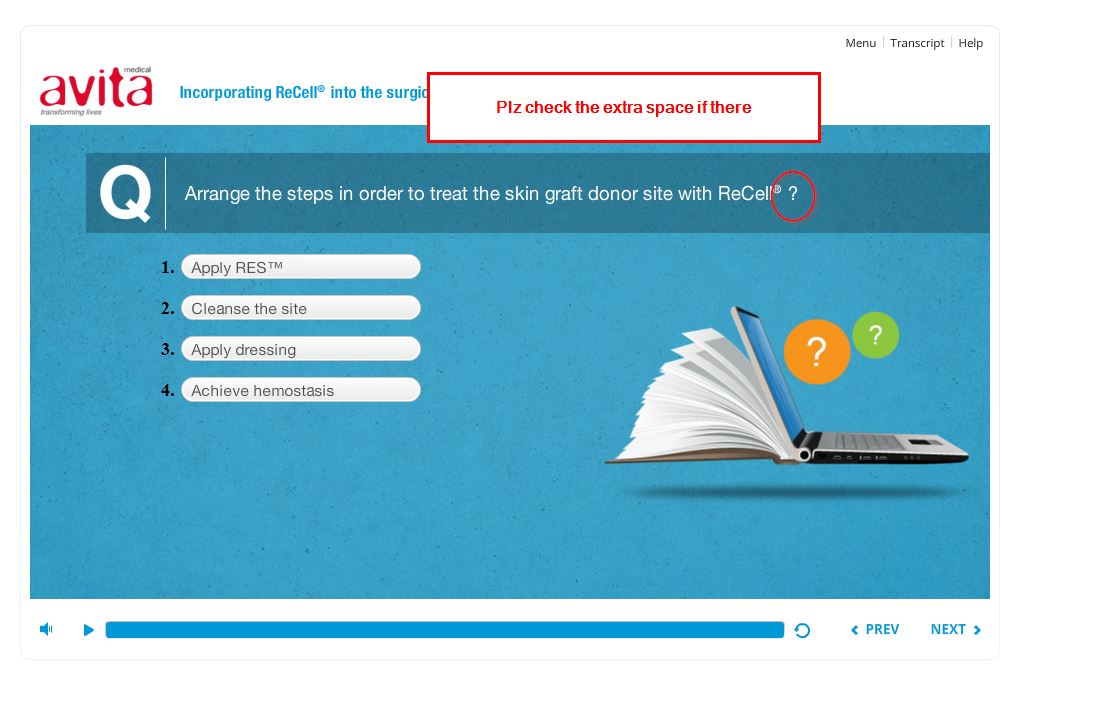 Menu Transcript Help
avita medical
transforming lives
Incorporating ReCell® into the surgic
Plz check the extra space if there
Q Arrange the steps in order to treat the skin graft donor site with ReCell® ?
1. Apply RES™
2. Cleanse the site
3. Apply dressing
4. Achieve hemostasis
? ?
PREV NEXT